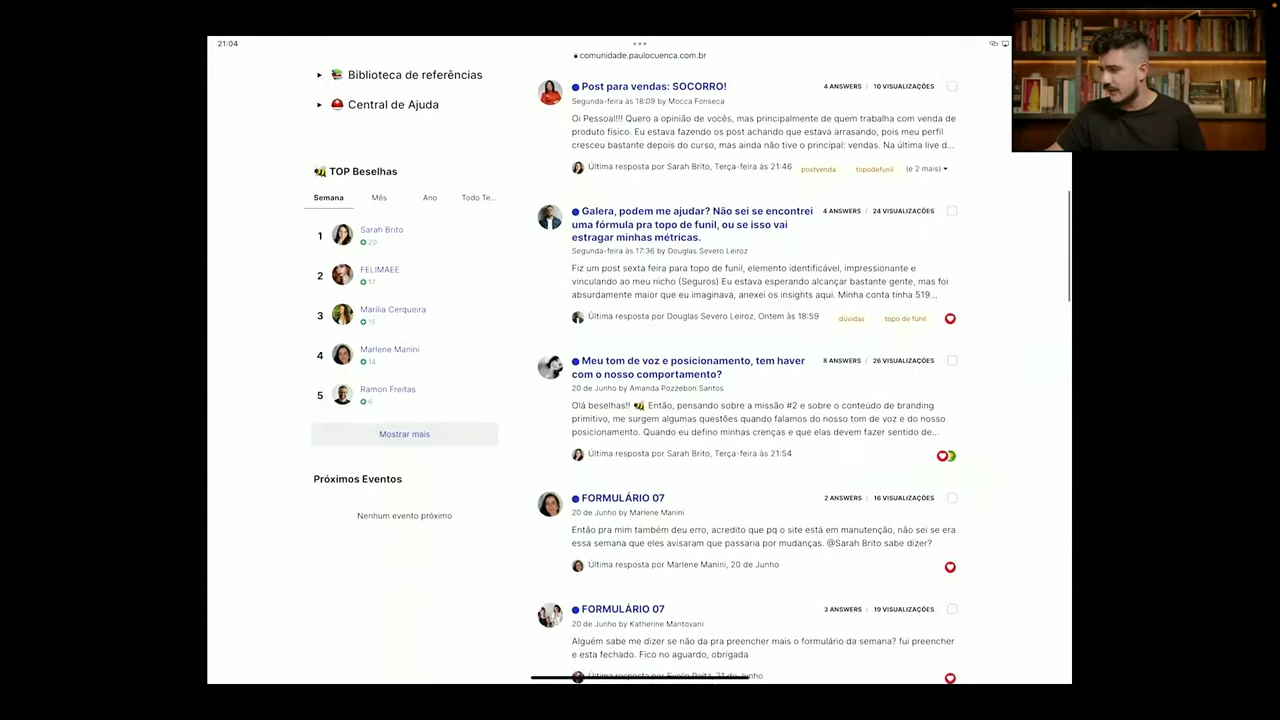 21:04
comunidade.paulocuenca.com.br
Biblioteca de referências
Central de Ajuda
TOP Beselhas
Semana Mês Ano Todo Te...
1 Sarah Brito
20
2 FELIMAEE
17
3 Marília Cerqueira
15
4 Marlene Manini
14
5 Ramon Freitas
6
Mostrar mais
Próximos Eventos
Nenhum evento próximo
Post para vendas: SOCORRO! 4 ANSWERS / 10 VISUALIZAÇÕES
Segunda-feira às 18:09 by Mocca Fonseca
Oi Pessoal!!! Quero a opinião de vocês, mas principalmente de quem trabalha com venda de
produto físico. Eu estava fazendo os post achando que estava arrasando, pois meu perfil
cresceu bastante depois do curso, mas ainda não tive o principal: vendas. Na última live d...
Última resposta por Sarah Brito, Terça-feira às 21:46 postvenda topodefunil (e 2 mais)
Galera, podem me ajudar? Não sei se encontrei 4 ANSWERS / 24 VISUALIZAÇÕES
uma fórmula pra topo de funil, ou se isso vai
estragar minhas métricas.
Segunda-feira às 17:36 by Douglas Severo Leiroz
Fiz um post sexta feira para topo de funil, elemento identificável, impressionante e
vinculando ao meu nicho (Seguros) Eu estava esperando alcançar bastante gente, mas foi
absurdamente maior que eu imaginava, anexei os insights aqui. Minha conta tinha 519...
Última resposta por Douglas Severo Leiroz, Ontem às 18:59 dúvidas topo de funil
Meu tom de voz e posicionamento, tem haver 8 ANSWERS / 26 VISUALIZAÇÕES
com o nosso comportamento?
20 de Junho by Amanda Pozzebon Santos
Olá beselhas!! Então, pensando sobre a missão #2 e sobre o conteúdo de branding
primitivo, me surgem algumas questões quando falamos do nosso tom de voz e do nosso
posicionamento. Quando eu defino minhas crenças e que elas devem fazer sentido de...
Última resposta por Sarah Brito, Terça-feira às 21:54
FORMULÁRIO 07 2 ANSWERS / 16 VISUALIZAÇÕES
20 de Junho by Marlene Manini
Então pra mim também deu erro, acredito que pq o site está em manutenção, não sei se era
essa semana que eles avisaram que passaria por mudanças. @Sarah Brito sabe dizer?
Última resposta por Marlene Manini, 20 de Junho
FORMULÁRIO 07 3 ANSWERS / 19 VISUALIZAÇÕES
20 de Junho by Katherine Mantovani
Alguém sabe me dizer se não da pra preencher mais o formulário da semana? fui preencher
e esta fechado. Fico no aguardo, obrigada
Última resposta por Evelin Reitz, 21 de Junho